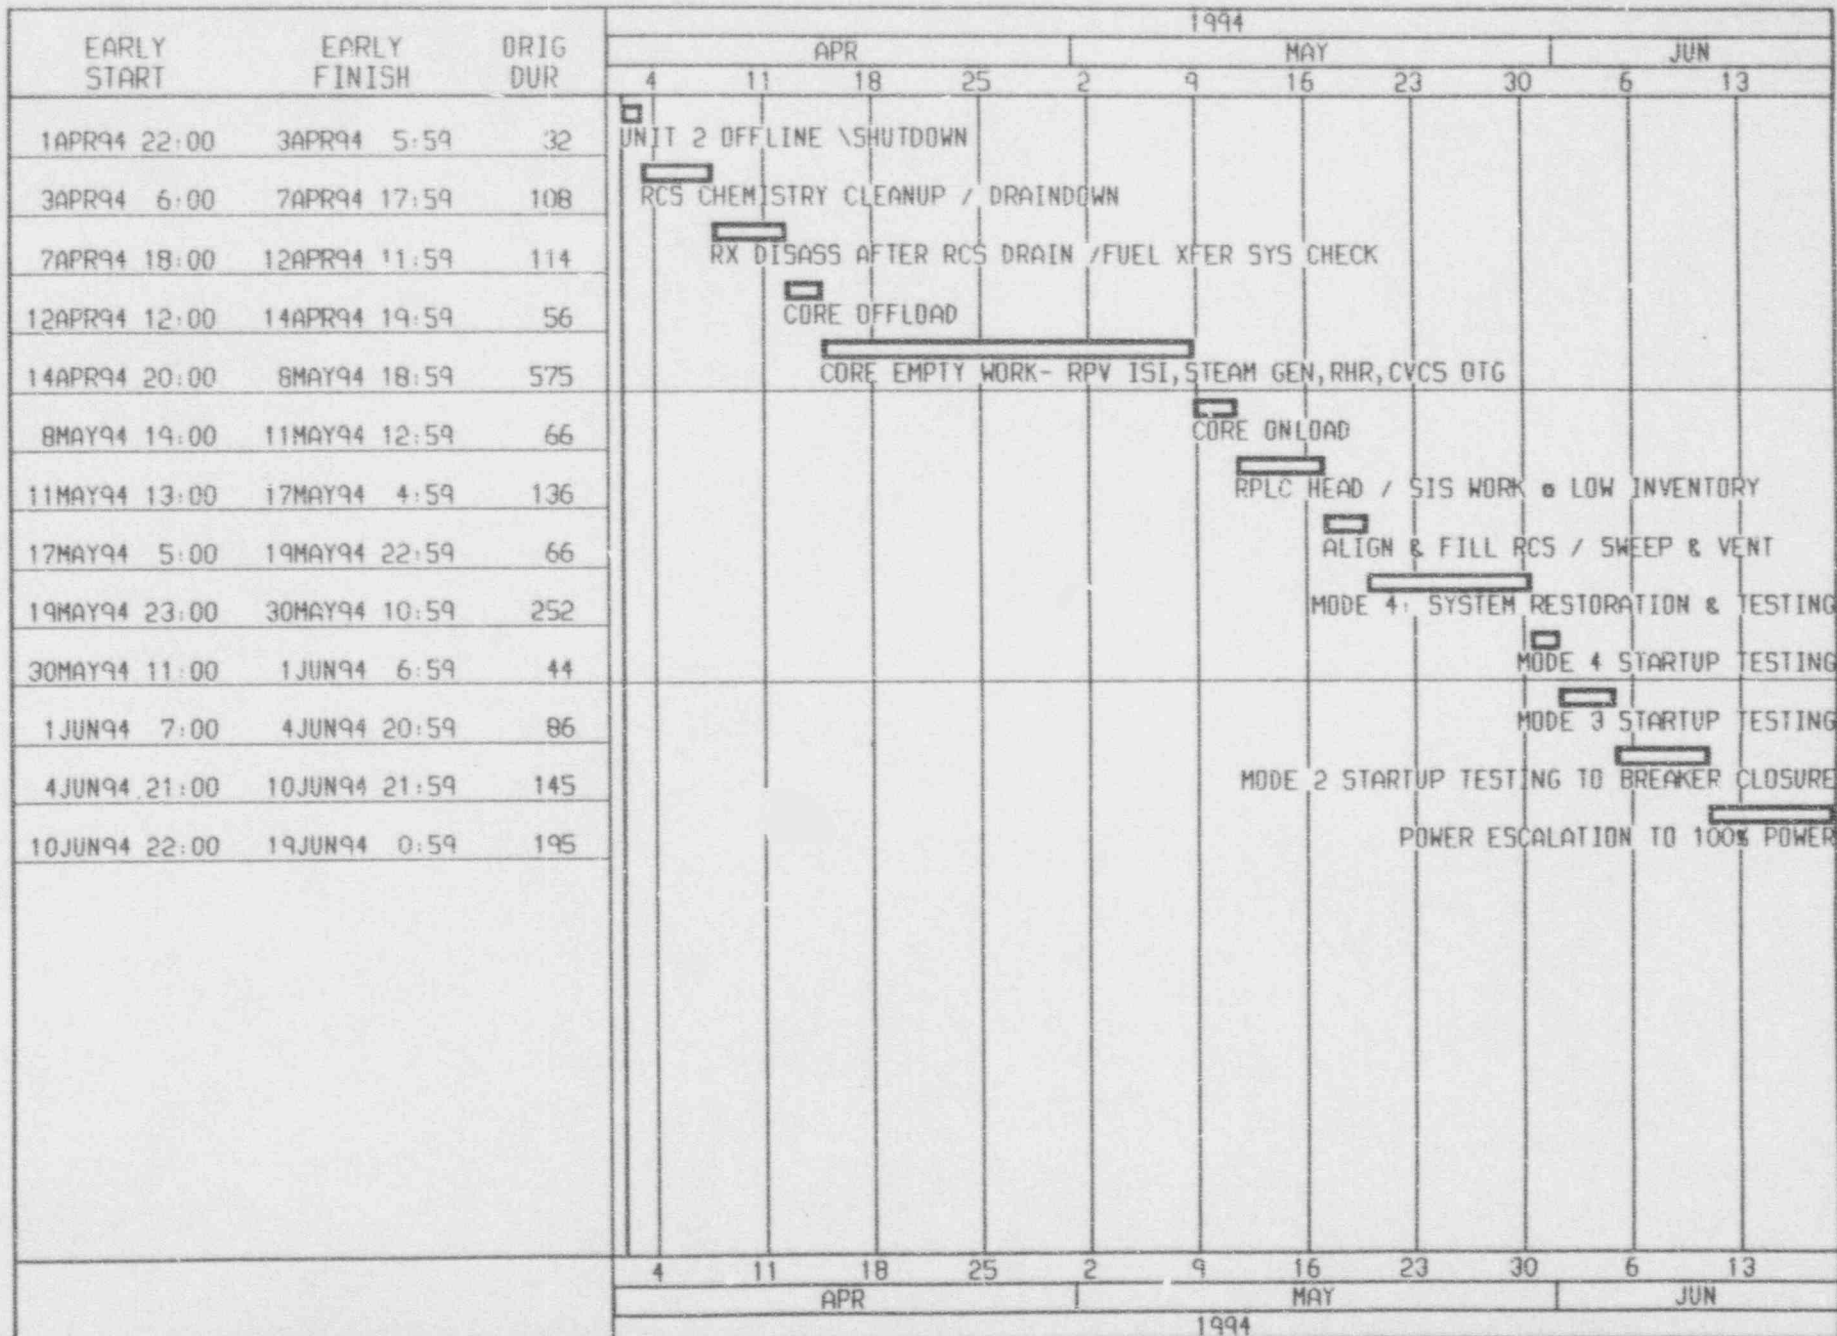 1994
EARLY START EARLY FINISH ORIG DUR
APR MAY JUN
4 11 18 25 2 9 16 23 30 6 13
1APR94 22:00 3APR94 5:59 32
UNIT 2 OFFLINE \SHUTDOWN
3APR94 6:00 7APR94 17:59 108
RCS CHEMISTRY CLEANUP / DRAINDOWN
7APR94 18:00 12APR94 11:59 114
RX DISASS AFTER RCS DRAIN /FUEL XFER SYS CHECK
12APR94 12:00 14APR94 19:59 56
CORE OFFLOAD
14APR94 20:00 8MAY94 18:59 575
CORE EMPTY WORK- RPV ISI,STEAM GEN,RHR,CVCS OTG
8MAY94 19:00 11MAY94 12:59 66
CORE ONLOAD
11MAY94 13:00 17MAY94 4:59 136
RPLC HEAD / SIS WORK @ LOW INVENTORY
17MAY94 5:00 19MAY94 22:59 66
ALIGN & FILL RCS / SWEEP & VENT
19MAY94 23:00 30MAY94 10:59 252
MODE 4: SYSTEM RESTORATION & TESTING
30MAY94 11:00 1JUN94 6:59 44
MODE 4 STARTUP TESTING
1JUN94 7:00 4JUN94 20:59 86
MODE 3 STARTUP TESTING
4JUN94 21:00 10JUN94 21:59 145
MODE 2 STARTUP TESTING TO BREAKER CLOSURE
10JUN94 22:00 19JUN94 0:59 195
POWER ESCALATION TO 100% POWER
4 11 18 25 2 9 16 23 30 6 13
APR MAY JUN
1994